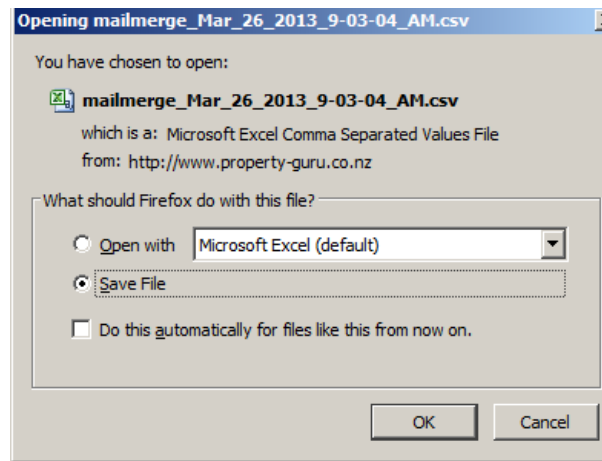 Opening mailmerge_Mar_26_2013_9-03-04_AM.csv
You have chosen to open:
mailmerge_Mar_26_2013_9-03-04_AM.csv
which is a: Microsoft Excel Comma Separated Values File
from: http://www.property-guru.co.nz
What should Firefox do with this file?
Open with Microsoft Excel (default)
Save File
Do this automatically for files like this from now on.
OK Cancel